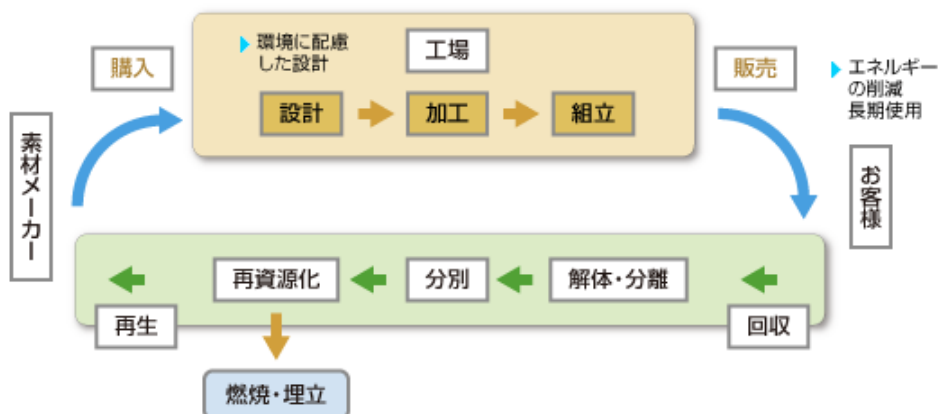 環境に配慮
した設計
工場
購入
販売
エネルギー
の削減
長期使用
設計
加工
組立
素材メーカー
お客様
再資源化
分別
解体・分離
再生
回収
燃焼・埋立